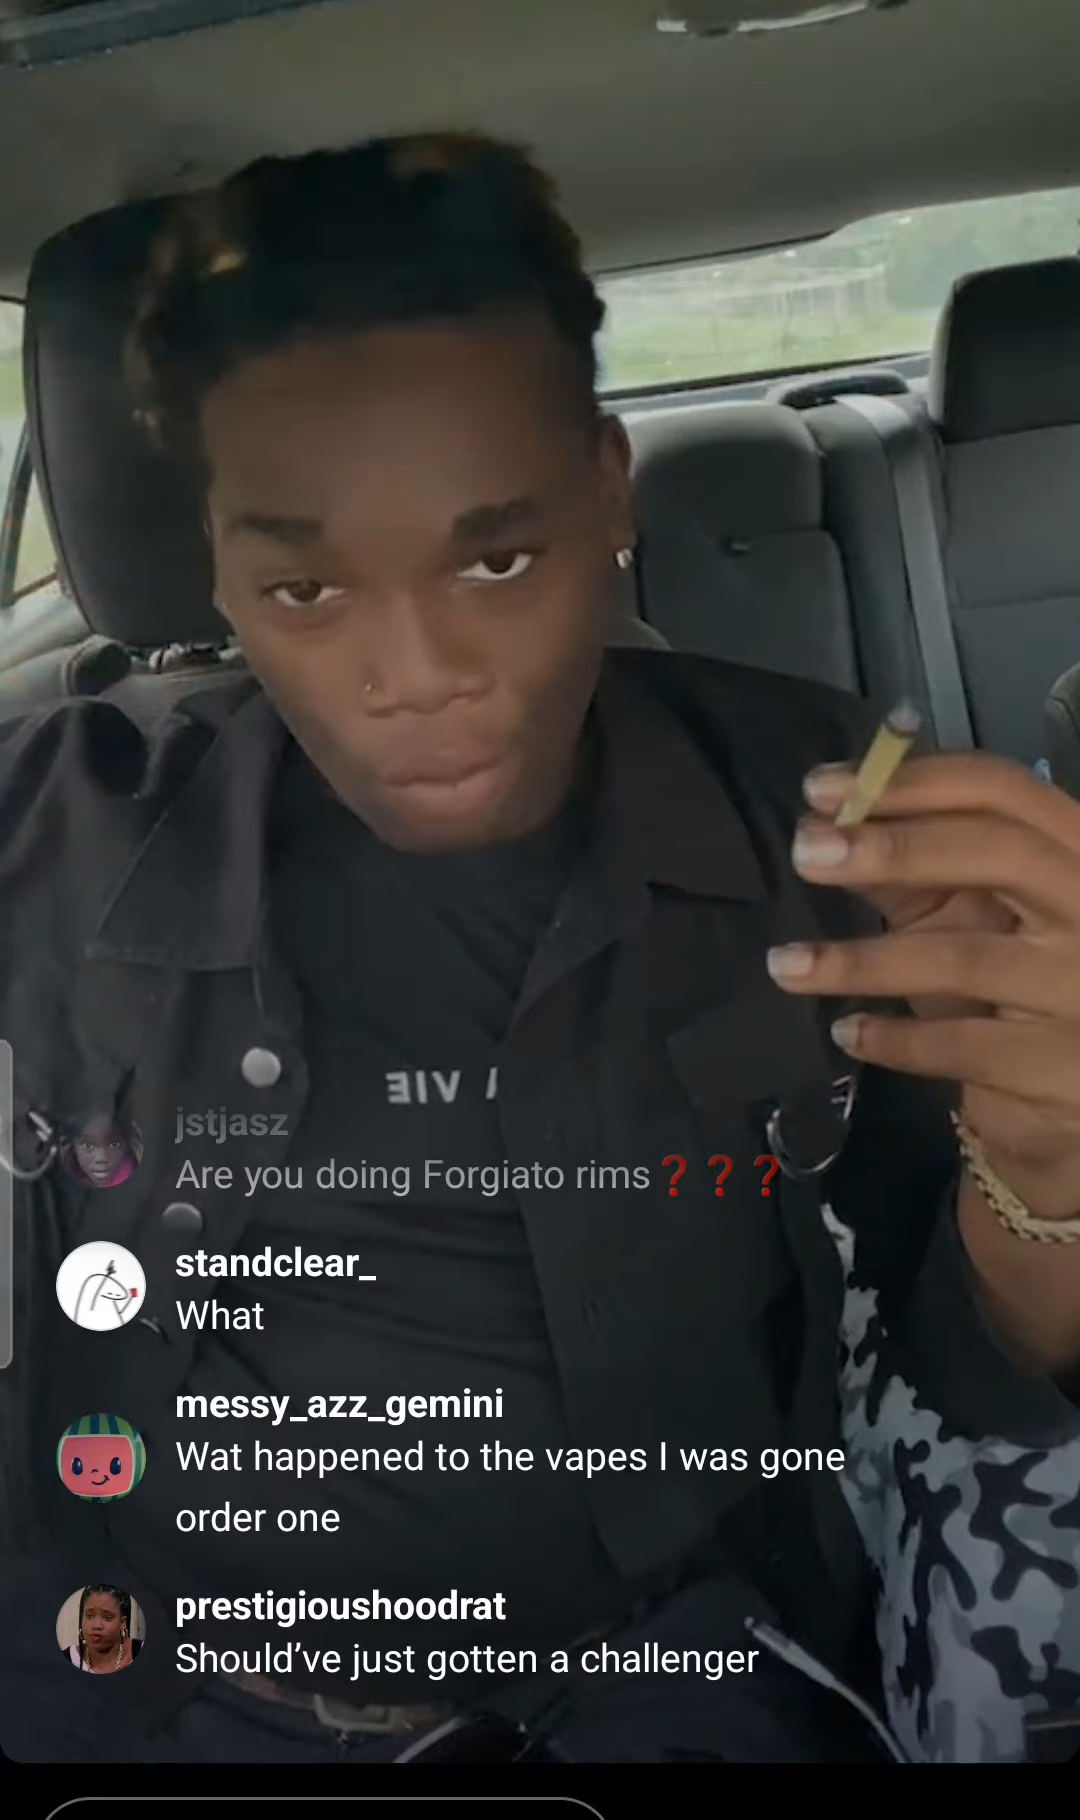 A VIE
jstjasz
Are you doing Forgiato rims❓❓❓
standclear_
What
messy_azz_gemini
Wat happened to the vapes I was gone
order one
prestigioushoodrat
Should’ve just gotten a challenger